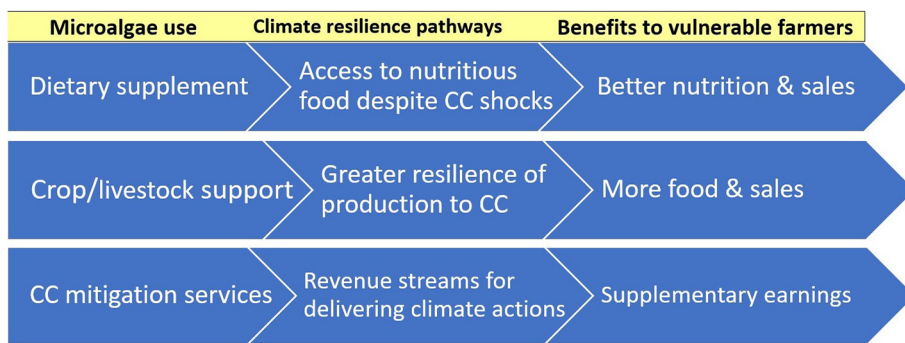 Microalgae use
Climate resilience pathways
Benefits to vulnerable farmers
Dietary supplement
Access to nutritious
food despite CC shocks
Better nutrition & sales
Crop/livestock support
Greater resilience of
production to CC
More food & sales
CC mitigation services
Revenue streams for
delivering climate actions
Supplementary earnings